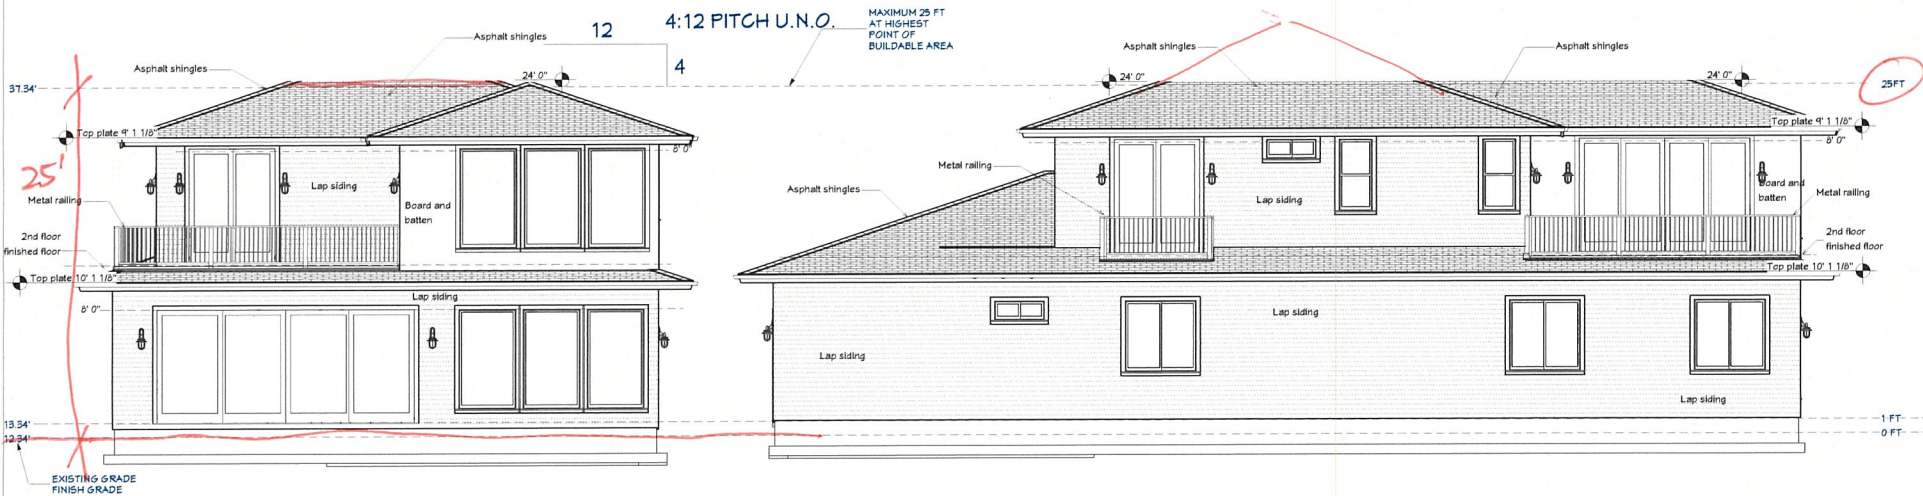 12
4:12 PITCH U.N.O.
4
MAXIMUM 25 FT
AT HIGHEST
POINT OF
BUILDABLE AREA
Asphalt shingles
Asphalt shingles
24' 0"
37.34'
Top plate 9' 1 1/8"
8' 0"
25'
Lap siding
Metal railing
Board and
batten
2nd floor
finished floor
Top plate 10' 1 1/8"
Lap siding
8' 0"
13.34'
12.34'
EXISTING GRADE
FINISH GRADE
Asphalt shingles
Asphalt shingles
24' 0"
24' 0"
25FT
Top plate 9' 1 1/8"
8' 0"
Metal railing
Asphalt shingles
Lap siding
Board and
batten
Metal railing
2nd floor
finished floor
Top plate 10' 1 1/8"
Lap siding
Lap siding
Lap siding
1 FT
0 FT